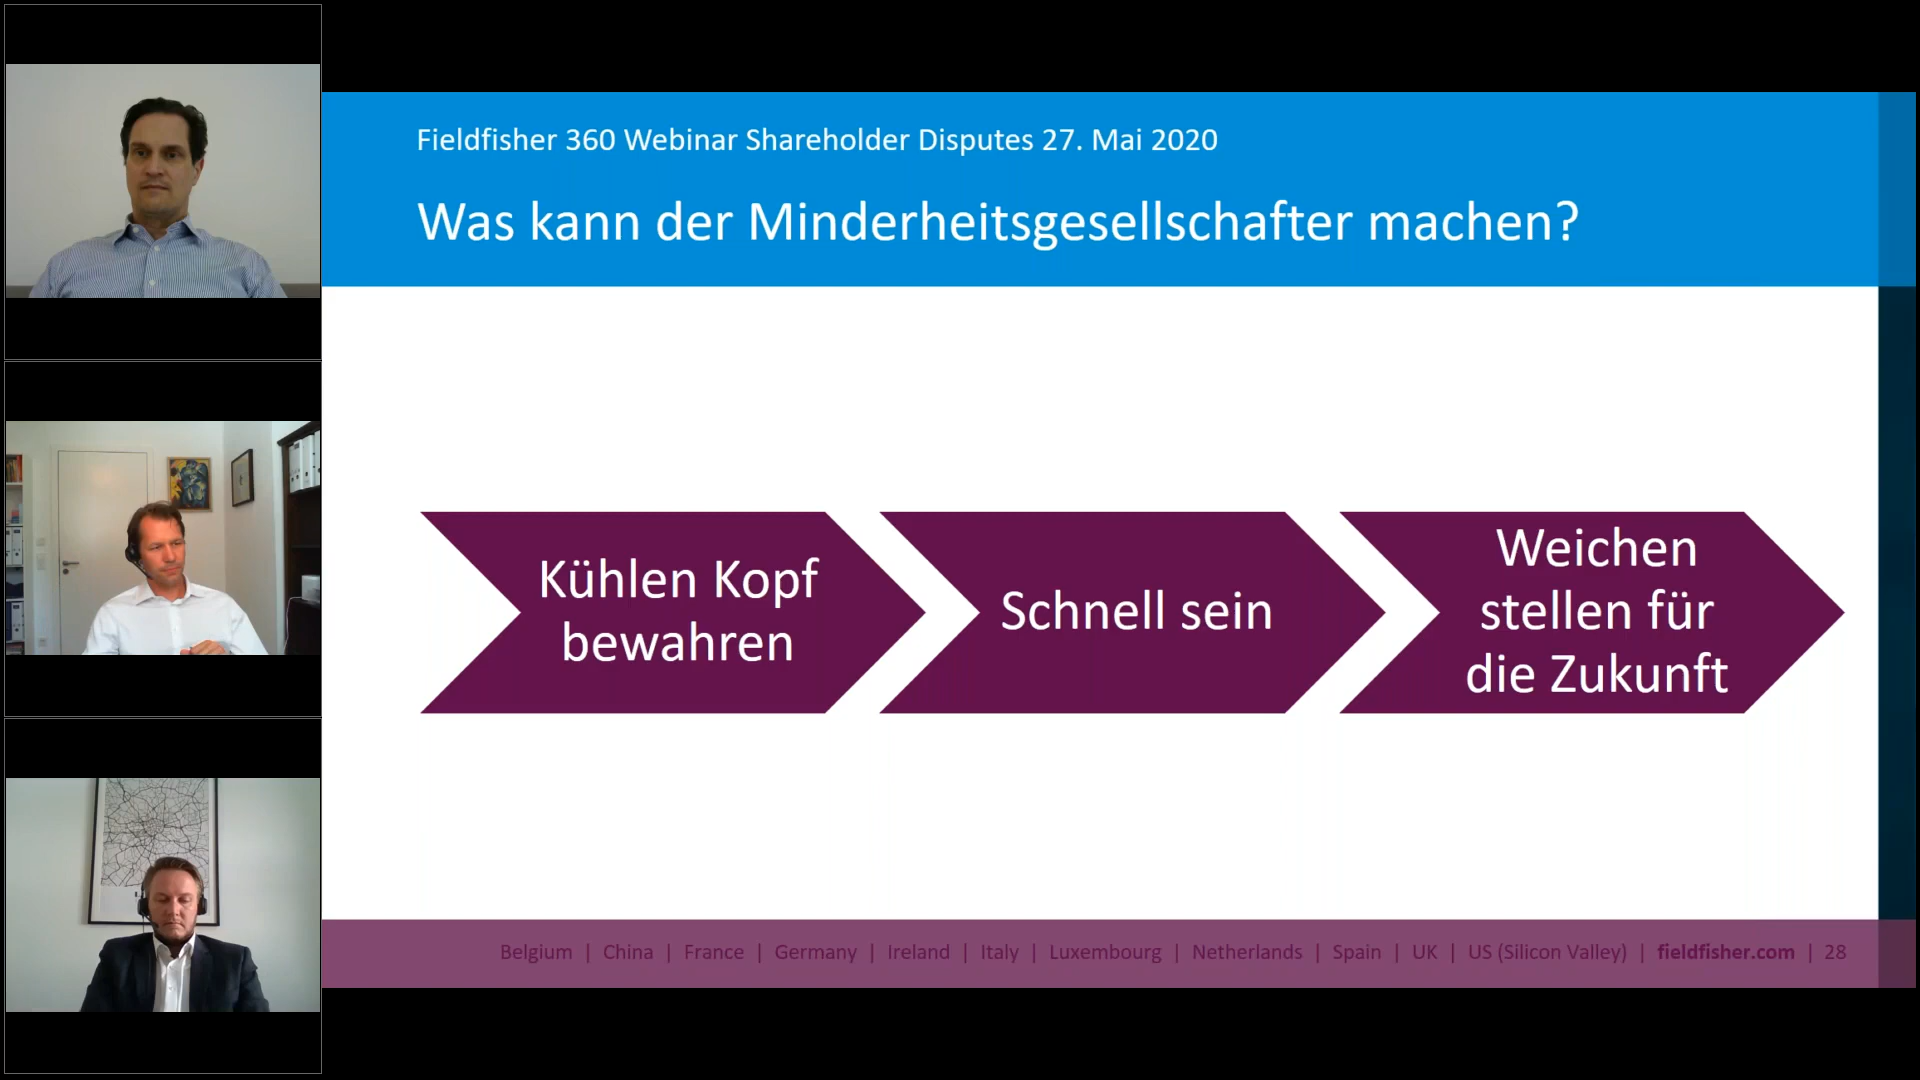 Fieldfisher 360 Webinar Shareholder Disputes 27. Mai 2020
Was kann der Minderheitsgesellschafter machen?
Kühlen Kopf
bewahren
Schnell sein
Weichen
stellen für
die Zukunft
Belgium | China | France | Germany | Ireland | Italy | Luxembourg | Netherlands | Spain | UK | US (Silicon Valley) | fieldfisher.com | 28